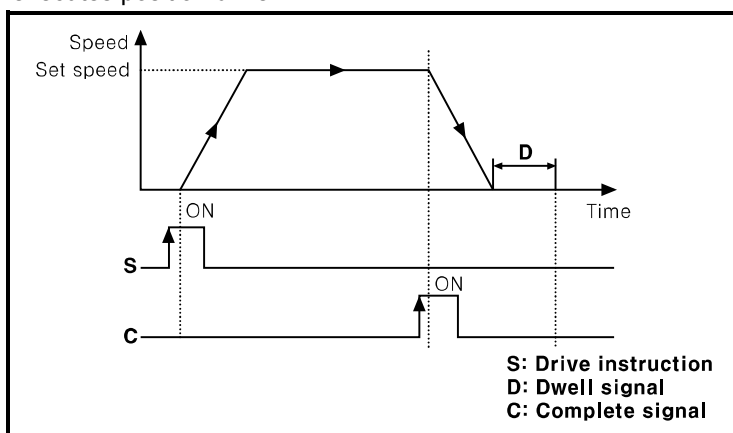 Speed
Set speed
D
Time
ON
S
ON
C
S: Drive instruction
D: Dwell signal
C: Complete signal